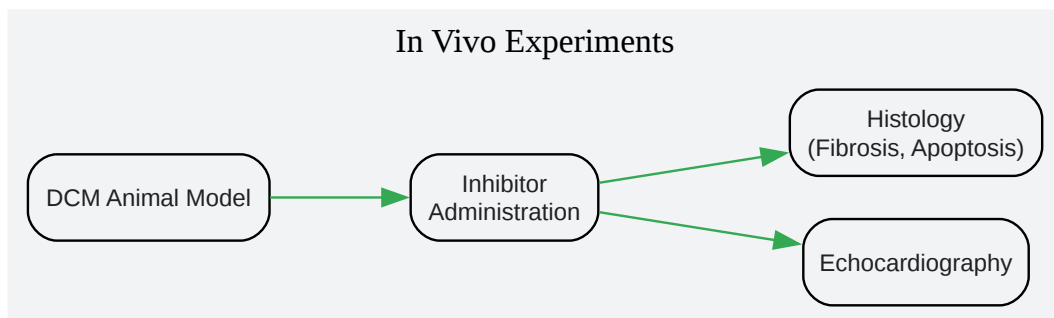 In Vivo Experiments
DCM Animal Model
Inhibitor
Administration
Histology
(Fibrosis, Apoptosis)
Echocardiography